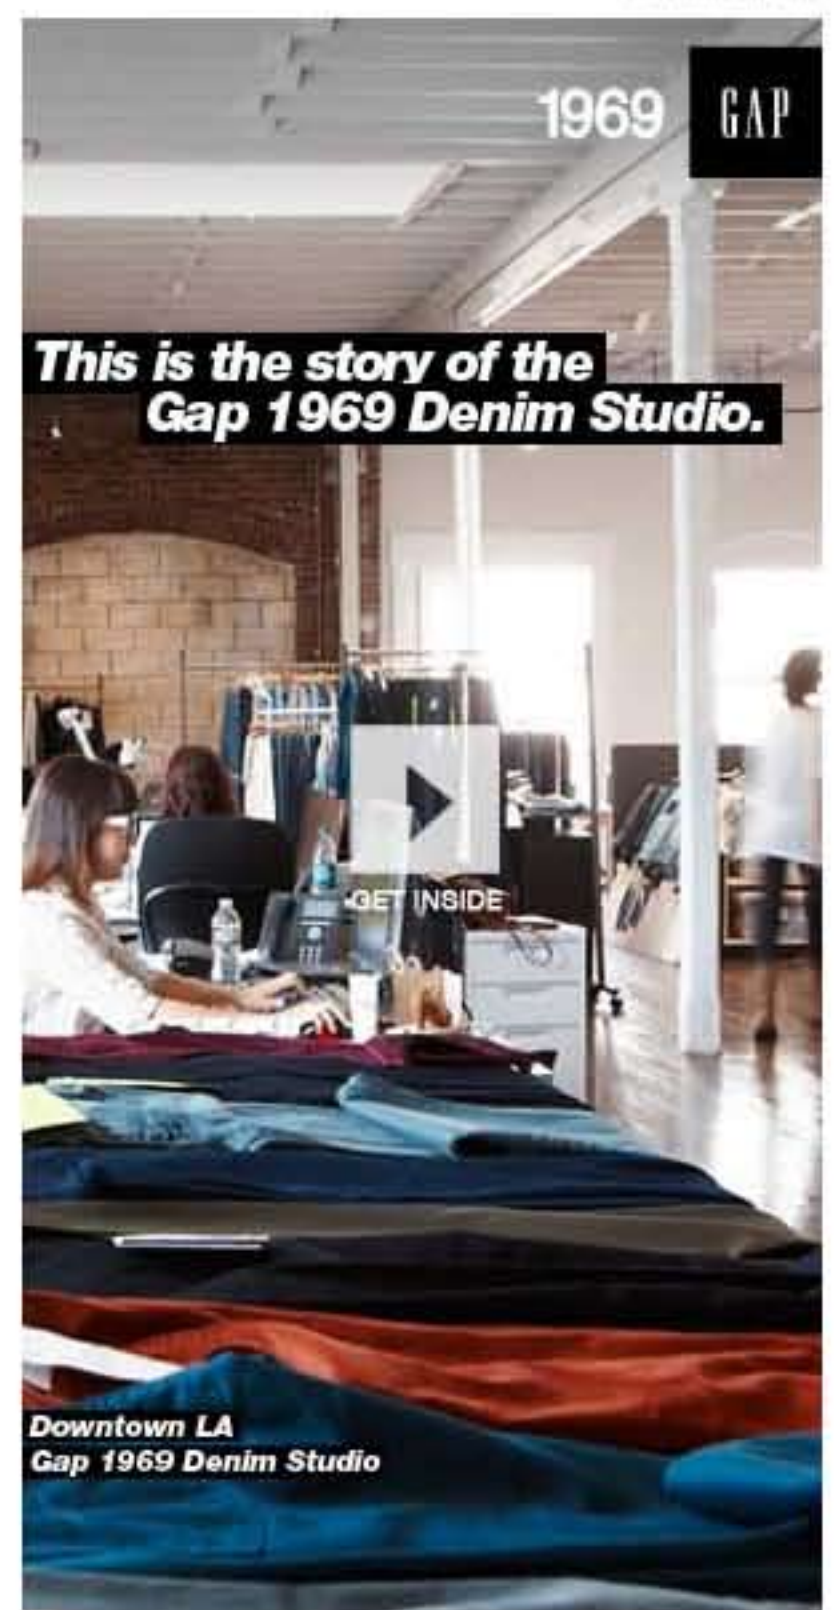 1969 GAP
This is the story of the
Gap 1969 Denim Studio.
GET INSIDE
Downtown LA
Gap 1969 Denim Studio